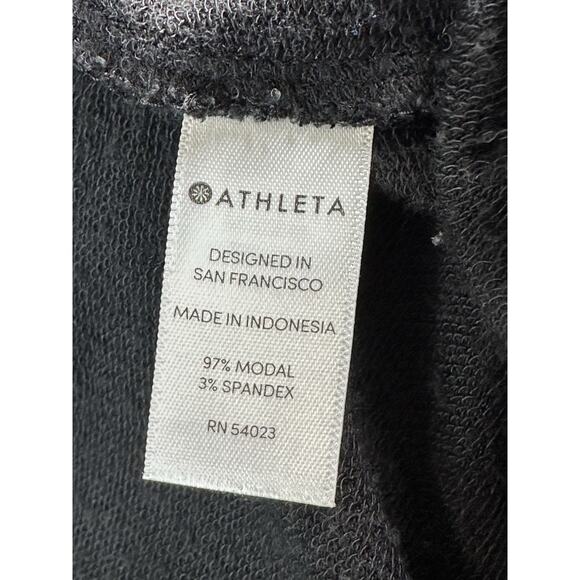 ATHLETA
DESIGNED IN
SAN FRANCISCO
MADE IN INDONESIA
97% MODAL
3% SPANDEX
RN 54023